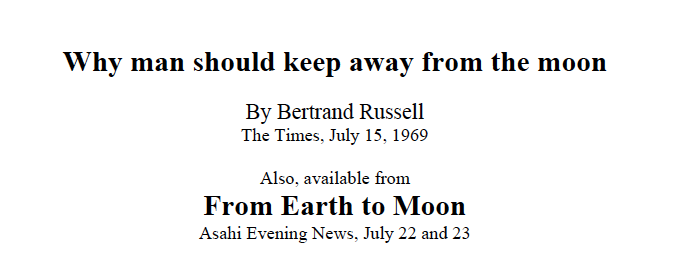 Why man should keep away from the moon
By Bertrand Russell
The Times, July 15, 1969
Also, available from
From Earth to Moon
Asahi Evening News, July 22 and 23